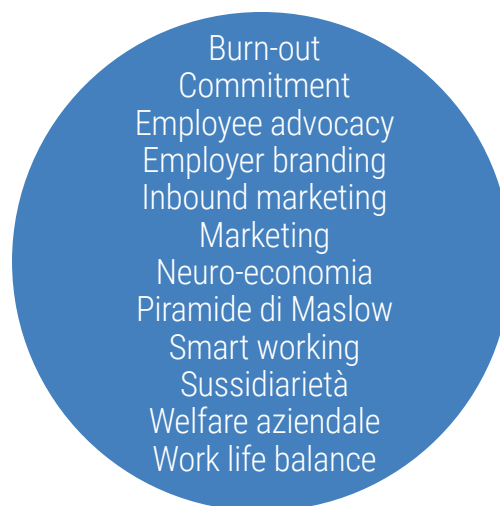 Burn-out
Commitment
Employee advocacy
Employer branding
Inbound marketing
Marketing
Neuro-economia
Piramide di Maslow
Smart working
Sussidiarietà
Welfare aziendale
Work life balance